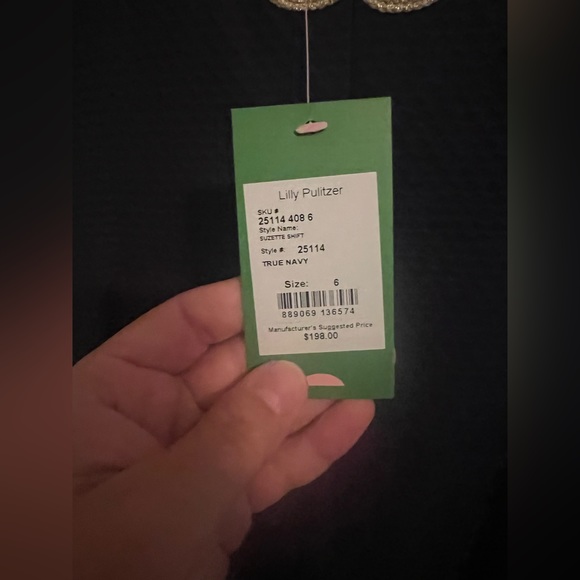 Lilly Pulitzer
SKU #
25114 408 6
Style Name:
SUZETTE SHIFT
Style #: 25114
TRUE NAVY
Size: 6
889069 136574
Manufacturer's Suggested Price
$198.00